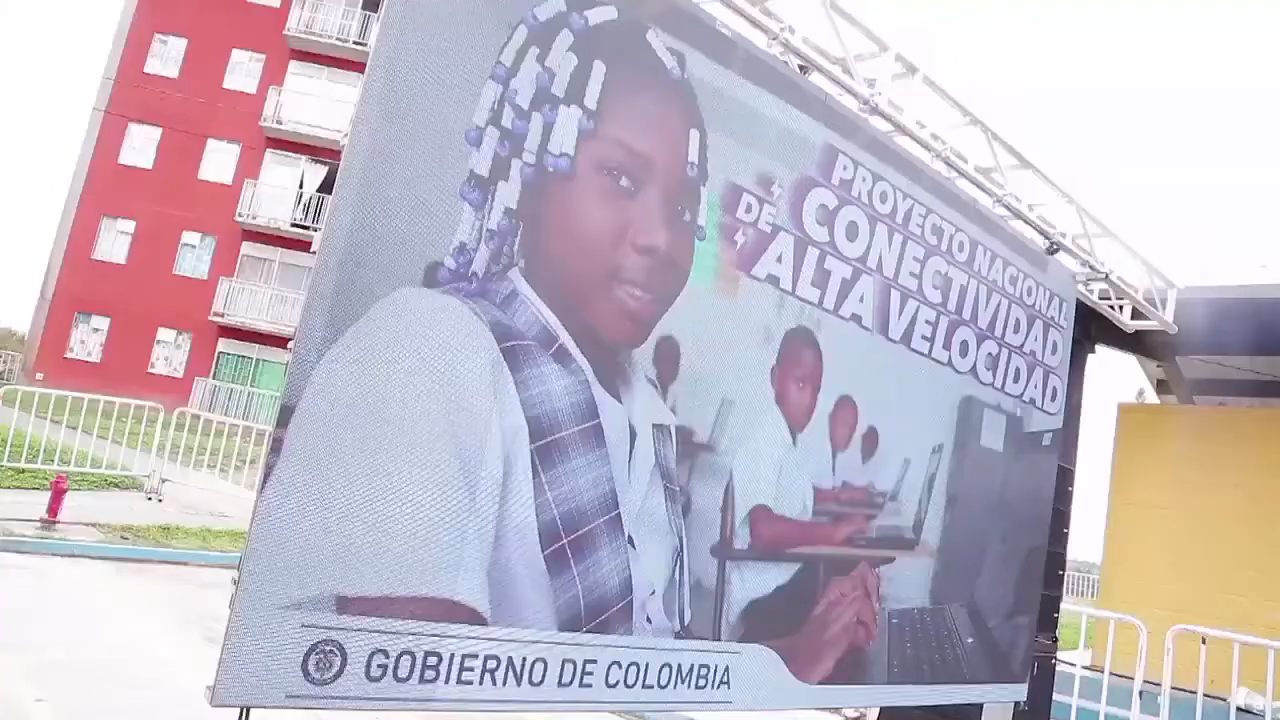 PROYECTO NACIONAL
DE CONECTIVIDAD
ALTA VELOCIDAD
GOBIERNO DE COLOMBIA